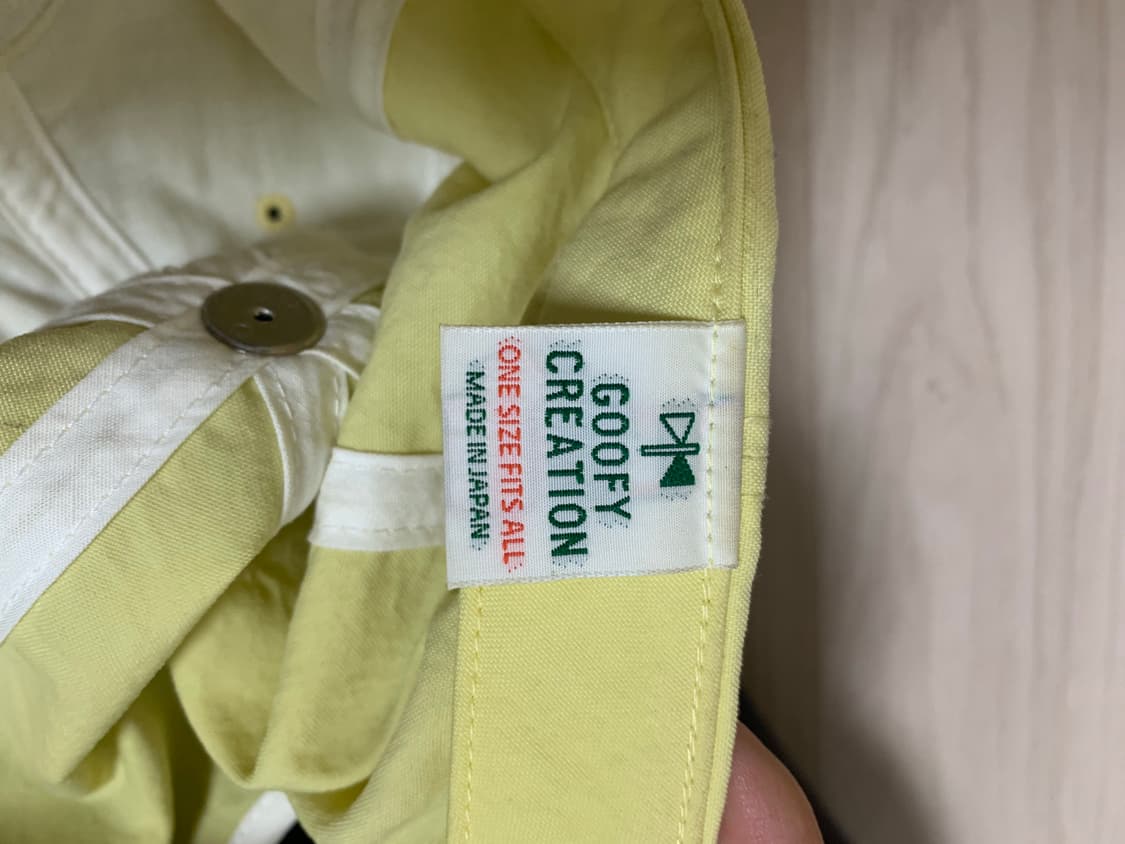 GOOFY
CREATION
ONE SIZE FITS ALL
MADE IN JAPAN